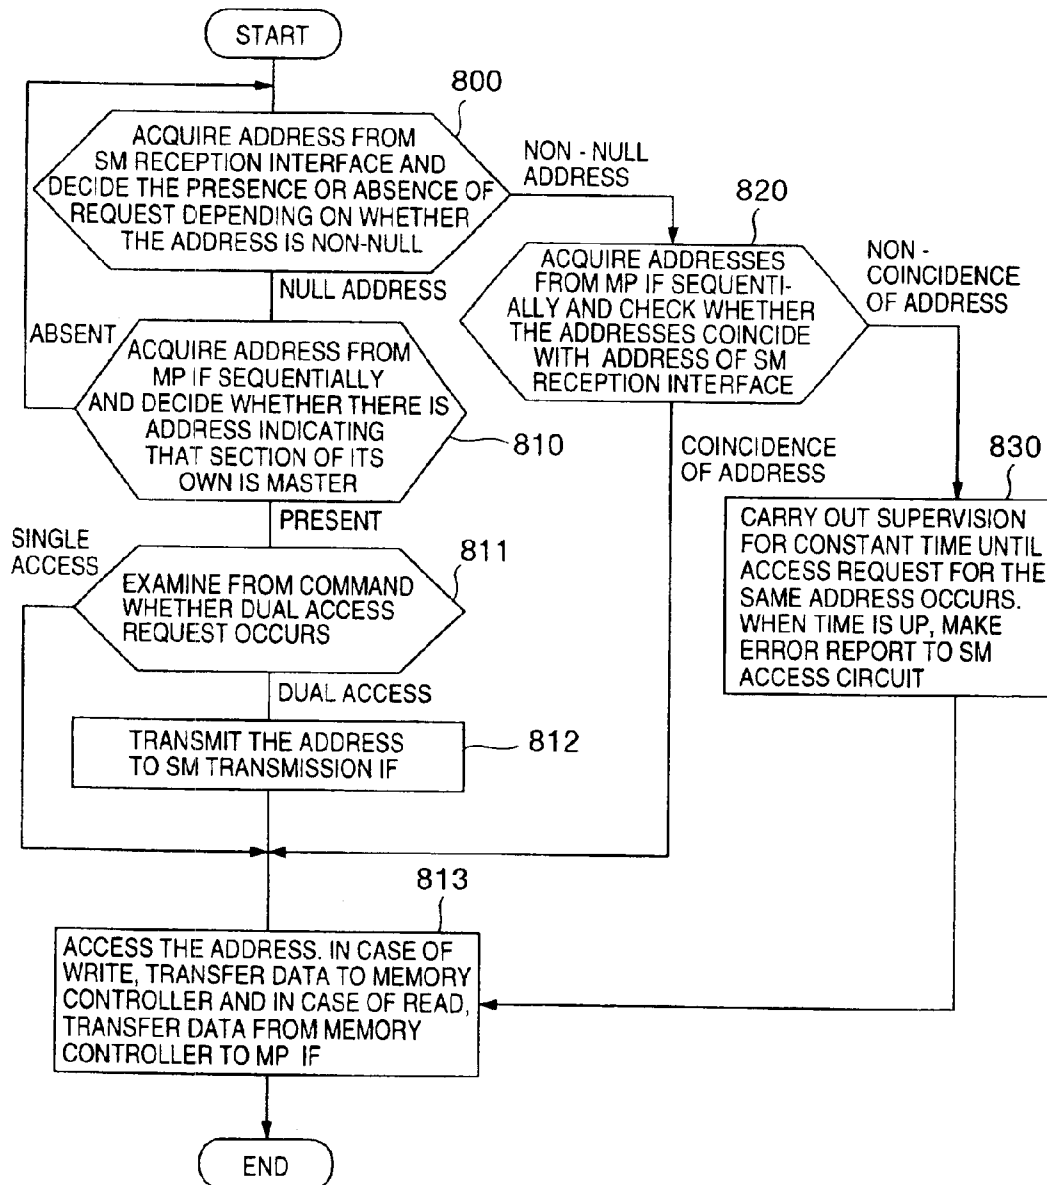 START
800
ACQUIRE ADDRESS FROM
SM RECEPTION INTERFACE AND
DECIDE THE PRESENCE OR ABSENCE OF
REQUEST DEPENDING ON WHETHER
THE ADDRESS IS NON-NULL
NON - NULL
ADDRESS
820
NULL ADDRESS
ACQUIRE ADDRESSES
FROM MP IF SEQUENTI-
ALLY AND CHECK WHETHER
THE ADDRESSES COINCIDE
WITH ADDRESS OF SM
RECEPTION INTERFACE
NON -
COINCIDENCE
OF ADDRESS
ABSENT
ACQUIRE ADDRESS FROM
MP IF SEQUENTIALLY
AND DECIDE WHETHER THERE IS
ADDRESS INDICATING
THAT SECTION OF ITS
OWN IS MASTER
810
COINCIDENCE
OF ADDRESS
830
PRESENT
CARRY OUT SUPERVISION
FOR CONSTANT TIME UNTIL
ACCESS REQUEST FOR THE
SAME ADDRESS OCCURS.
WHEN TIME IS UP, MAKE
ERROR REPORT TO SM
ACCESS CIRCUIT
SINGLE
ACCESS
811
EXAMINE FROM COMMAND
WHETHER DUAL ACCESS
REQUEST OCCURS
DUAL ACCESS
TRANSMIT THE ADDRESS
TO SM TRANSMISSION IF
812
813
ACCESS THE ADDRESS. IN CASE OF
WRITE, TRANSFER DATA TO MEMORY
CONTROLLER AND IN CASE OF READ,
TRANSFER DATA FROM MEMORY
CONTROLLER TO MP IF
END